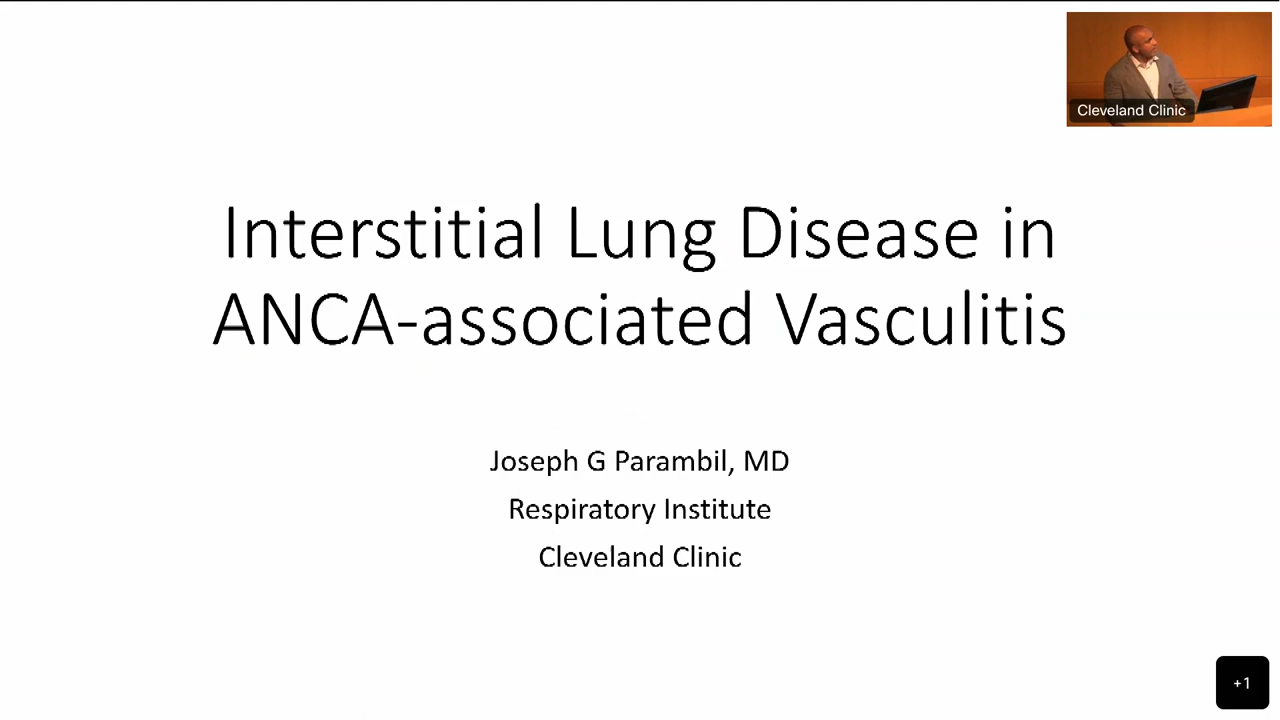 Cleveland Clinic
Interstitial Lung Disease in
ANCA-associated Vasculitis
Joseph G Parambil, MD
Respiratory Institute
Cleveland Clinic
+1